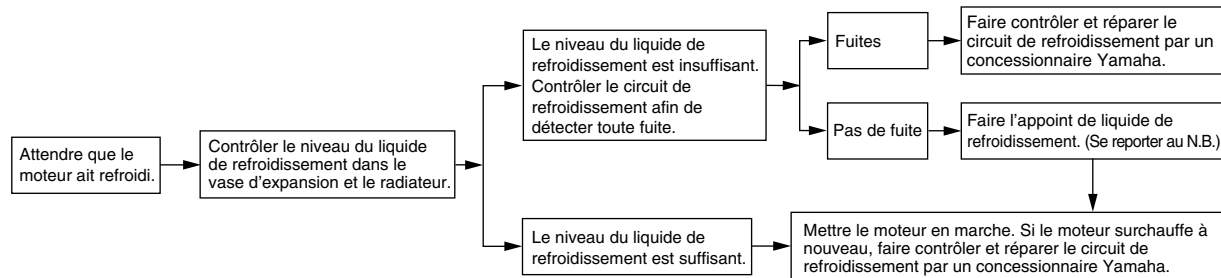 Attendre que le
moteur ait refroidi.
Contrôler le niveau du liquide
de refroidissement dans le
vase d’expansion et le radiateur.
Le niveau du liquide de
refroidissement est insuffisant.
Contrôler le circuit de
refroidissement afin de
détecter toute fuite.
Fuites
Faire contrôler et réparer le
circuit de refroidissement par un
concessionnaire Yamaha.
Pas de fuite
Faire l’appoint de liquide de
refroidissement. (Se reporter au N.B.)
Le niveau du liquide de
refroidissement est suffisant.
Mettre le moteur en marche. Si le moteur surchauffe à
nouveau, faire contrôler et réparer le circuit de
refroidissement par un concessionnaire Yamaha.